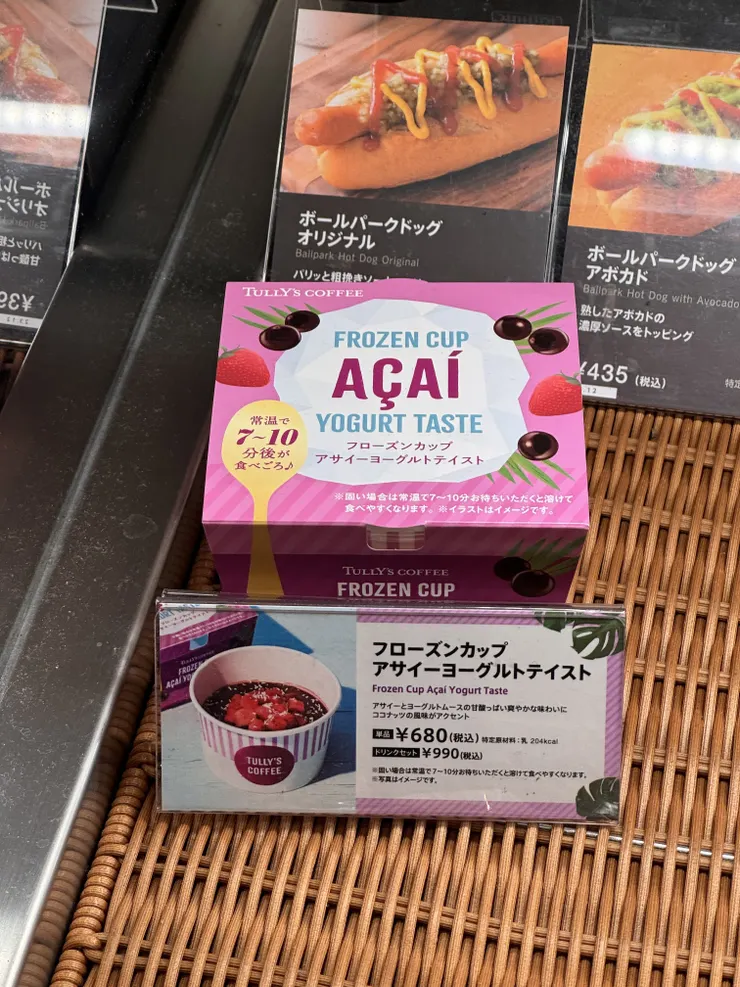 ボールパークドッグ
オリジナル
Ballpark Hot Dog Original
パリッと粗挽きソー
ボールパークドッグ
アボカド
Ballpark Hot Dog with Avocado
熟したアボカドの
濃厚ソースをトッピング
¥435(税込)
特定
TULLY'S COFFEE
FROZEN CUP
AÇAÍ
YOGURT TASTE
フローズンカップ
アサイーヨーグルトテイスト
常温で
7~10
分後が
食べごろ♪
※固い場合は常温で7~10分お待ちいただくと溶けて
食べやすくなります。※イラストはイメージです。
TULLY'S COFFEE
FROZEN CUP
TULLY'S
COFFEE
フローズンカップ
アサイーヨーグルトテイスト
Frozen Cup Açaí Yogurt Taste
アサイーとヨーグルトムースの甘酸っぱい爽やかな味わいに
ココナッツの風味がアクセント
単品 ¥680(税込) 特定原材料:乳 204kcal
ドリンクセット ¥990(税込)
※固い場合は常温で7~10分お待ちいただくと溶けて食べやすくなります。
※写真はイメージです。